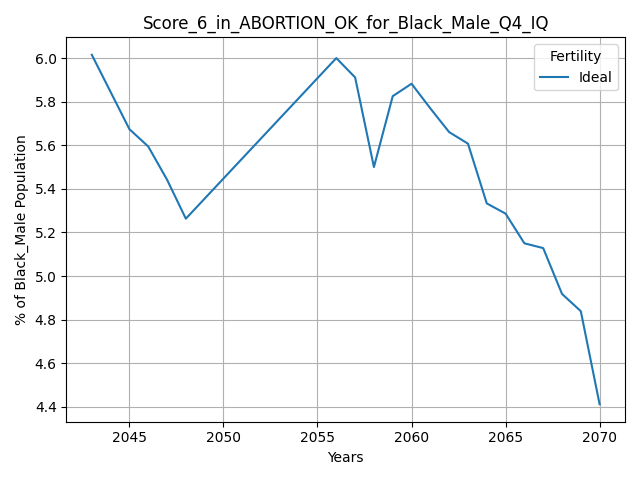 Score_6_in_ABORTION_OK_for_Black_Male_Q4_IQ
Fertility
Ideal
% of Black_Male Population
6.0
5.8
5.6
5.4
5.2
5.0
4.8
4.6
4.4
2045 2050 2055 2060 2065 2070
Years